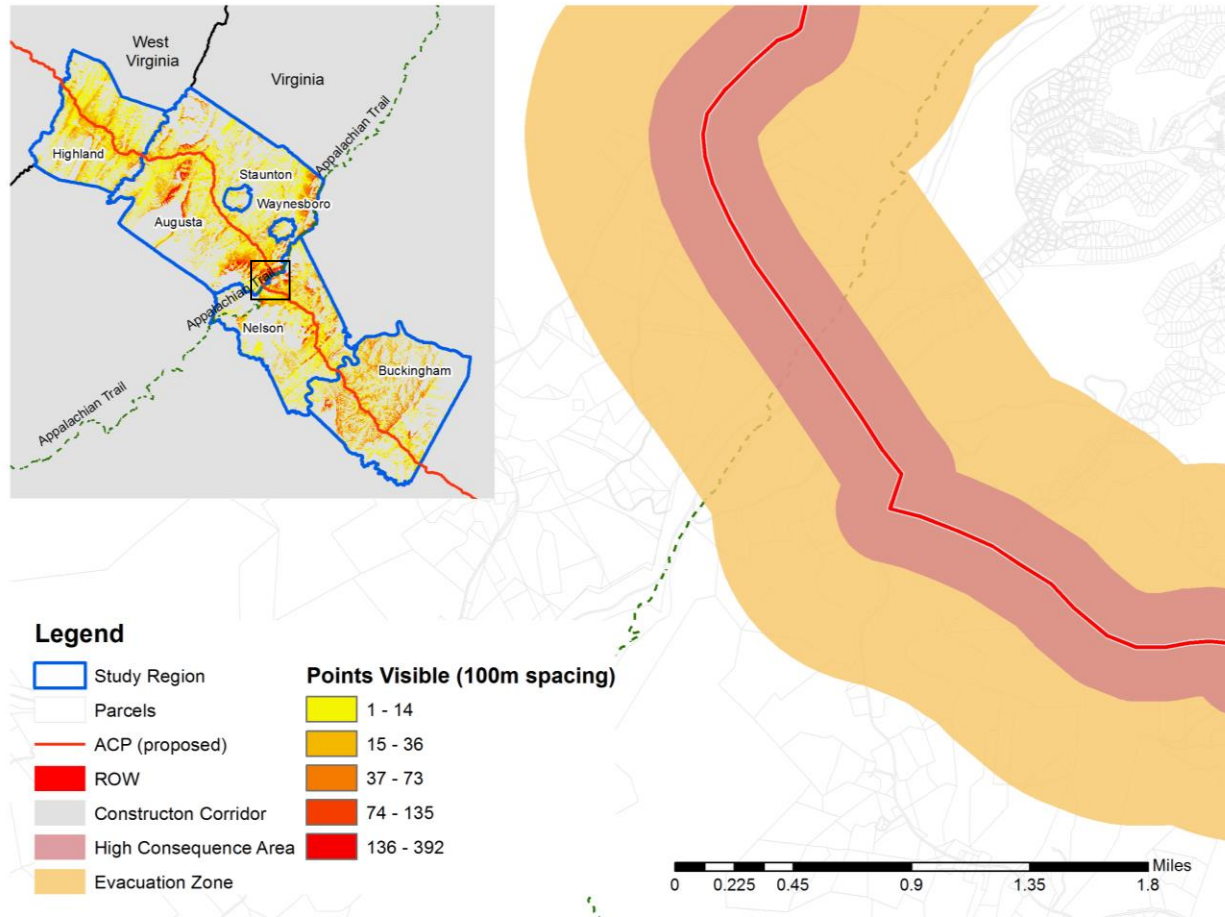 West
Virginia
Virginia
Appalachian Trail
Highland
Staunton
Waynesboro
Augusta
Appalachian Trail
Nelson
Buckingham
Appalachian Trail
Legend
Study Region
Parcels
ACP (proposed)
ROW
Constructon Corridor
High Consequence Area
Evacuation Zone
Points Visible (100m spacing)
1 - 14
15 - 36
37 - 73
74 - 135
136 - 392
Miles
0 0.225 0.45 0.9 1.35 1.8